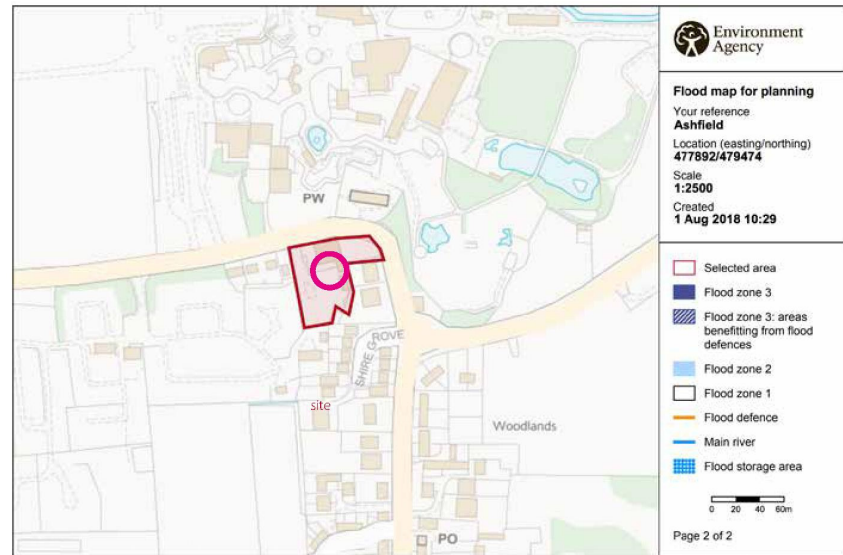 PW
SHIRE GROVE
site
Woodlands
PO
Environment
Agency
Flood map for planning
Your reference
Ashfield
Location (easting/northing)
477892/479474
Scale
1:2500
Created
1 Aug 2018 10:29
Selected area
Flood zone 3
Flood zone 3: areas
benefitting from flood
defences
Flood zone 2
Flood zone 1
Flood defence
Main river
Flood storage area
0 20 40 60m
Page 2 of 2